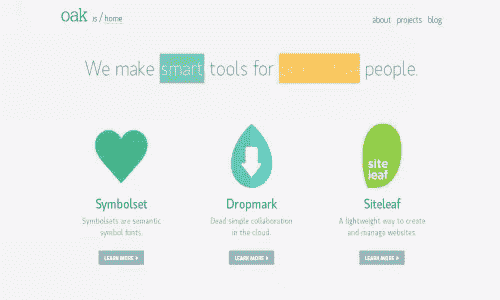 oak is / home
about projects blog
We make smart tools for people.
site
leaf
Symbolset
Dropmark
Siteleaf
Symbolsets are semantic
symbol fonts.
Dead simple collaboration
in the cloud.
A lightweight way to create
and manage websites.
LEARN MORE
LEARN MORE
LEARN MORE